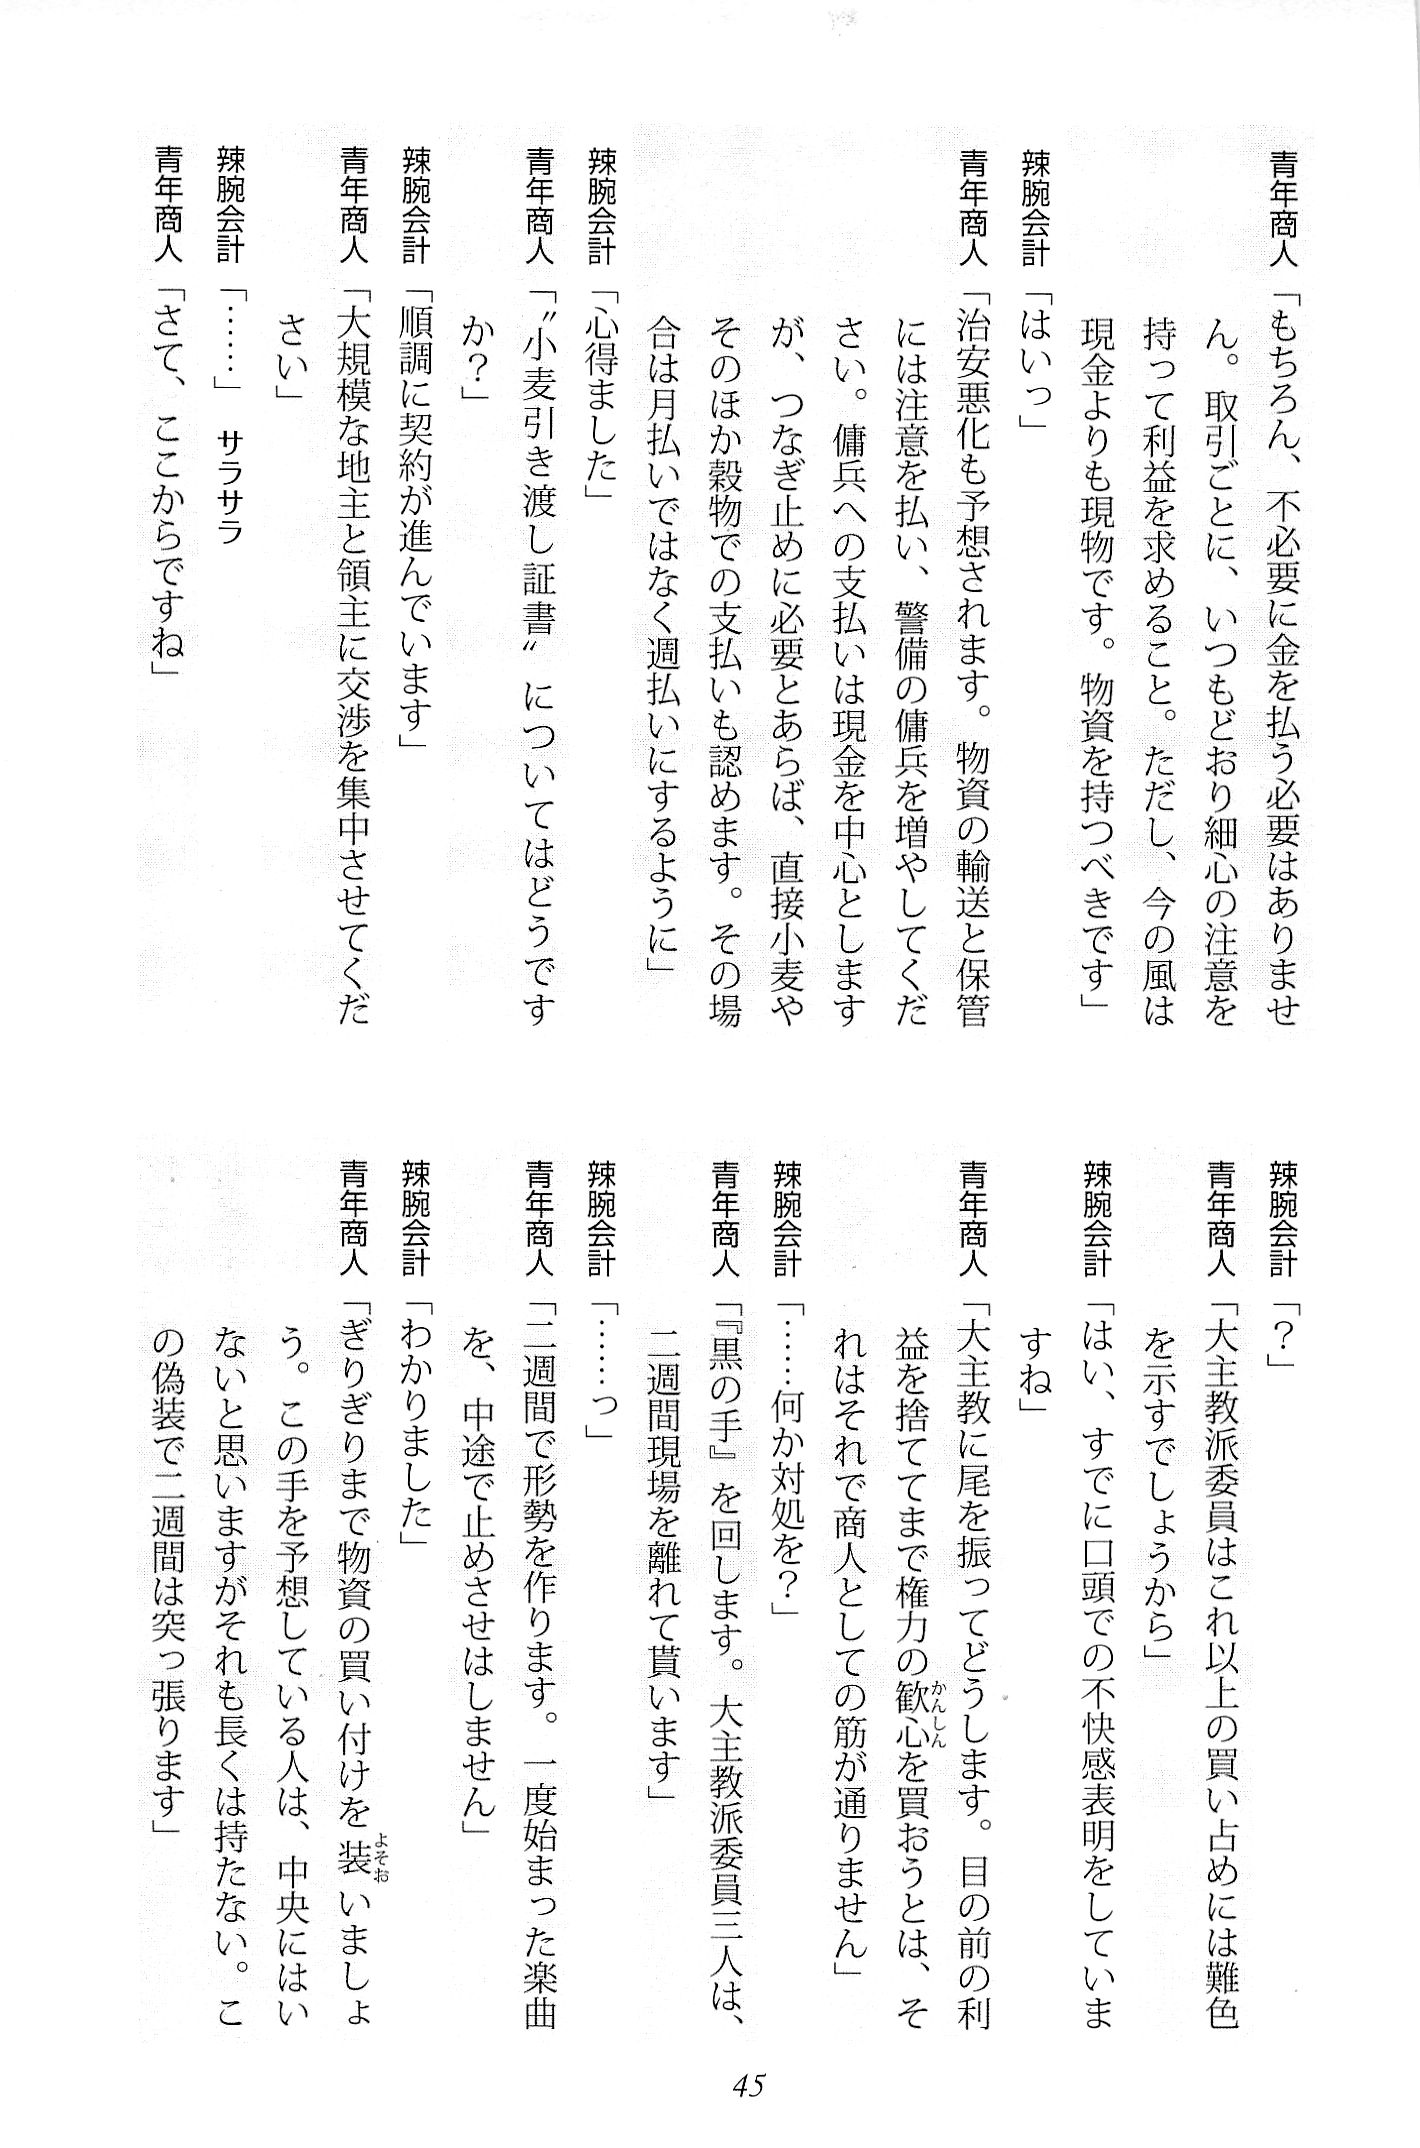 青年商人「もちろん、不必要に金を払う必要はありませ
ん。取引ごとに、いつもどおり細心の注意を
持って利益を求めること。ただし、今の風は
現金よりも現物です。物資を持つべきです」
辣腕会計「はいっ」
青年商人「治安悪化も予想されます。物資の輸送と保管
には注意を払い、警備の傭兵を増やしてくだ
さい。傭兵への支払いは現金を中心とします
が、つなぎ止めに必要とあらば、直接小麦や
そのほか穀物での支払いも認めます。その場
合は月払いではなく週払いにするように」
辣腕会計「心得ました」
青年商人「〝小麦引き渡し証書〟についてはどうです
か？」
辣腕会計「順調に契約が進んでいます」
青年商人「大規模な地主と領主に交渉を集中させてくだ
さい」
辣腕会計「……」　サラサラ
青年商人「さて、ここからですね」
辣腕会計「？」
青年商人「大主教派委員はこれ以上の買い占めには難色
を示すでしょうから」
辣腕会計「はい、すでに口頭での不快感表明をしていま
すね」
青年商人「大主教に尾を振ってどうします。目の前の利
益を捨ててまで権力の歓心を買おうとは、そ
かんしん
れはそれで商人としての筋が通りません」
辣腕会計「……何か対処を？」
青年商人「『黒の手』を回します。大主教派委員三人は、
二週間現場を離れて貰います」
辣腕会計「……っ」
青年商人「二週間で形勢を作ります。一度始まった楽曲
を、中途で止めさせはしません」
辣腕会計「わかりました」
青年商人「ぎりぎりまで物資の買い付けを装いましょ
よそお
う。この手を予想している人は、中央にはい
ないと思いますがそれも長くは持たない。こ
の偽装で二週間は突っ張ります」
45